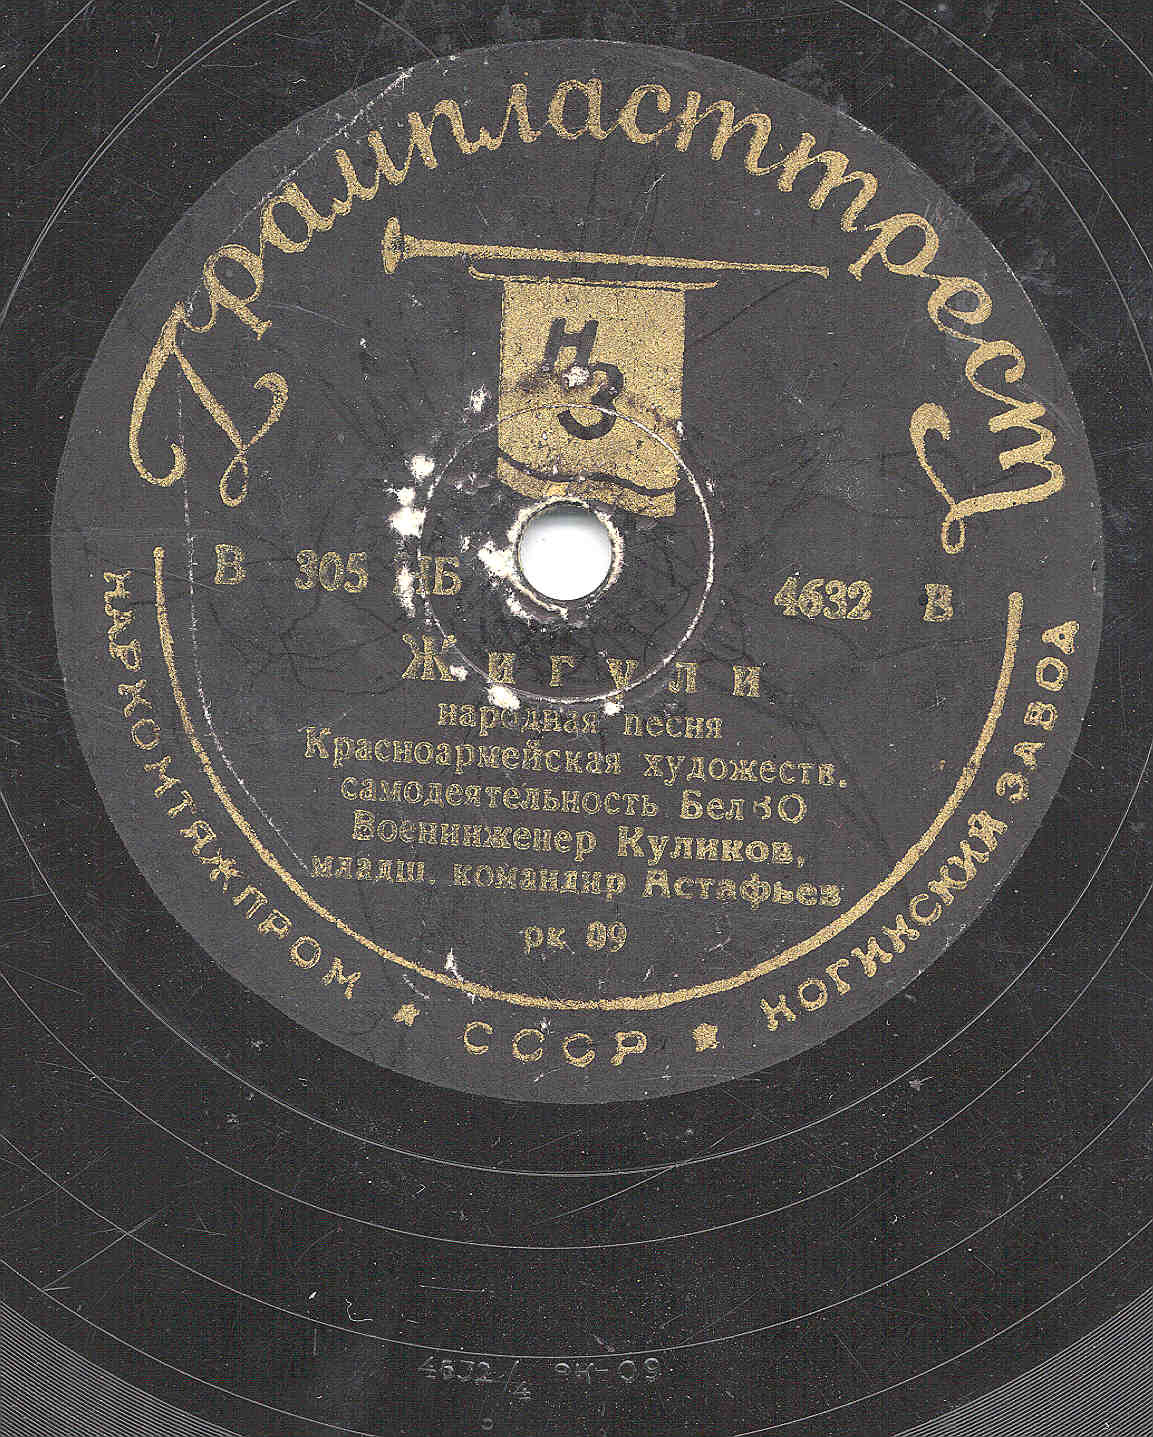 Грампласттрест
НЗ
В 305 НБ 4632 В
Жигули
народная песня
Красноармейская художеств.
самодеятельность БелВО
Военинженер Куликов,
младш. командир Астафьев
рк 09
НАРКОМТЯЖПРОМ ★ СССР ★ НОГИНСКИЙ ЗАВОД
4632/4 РК-09